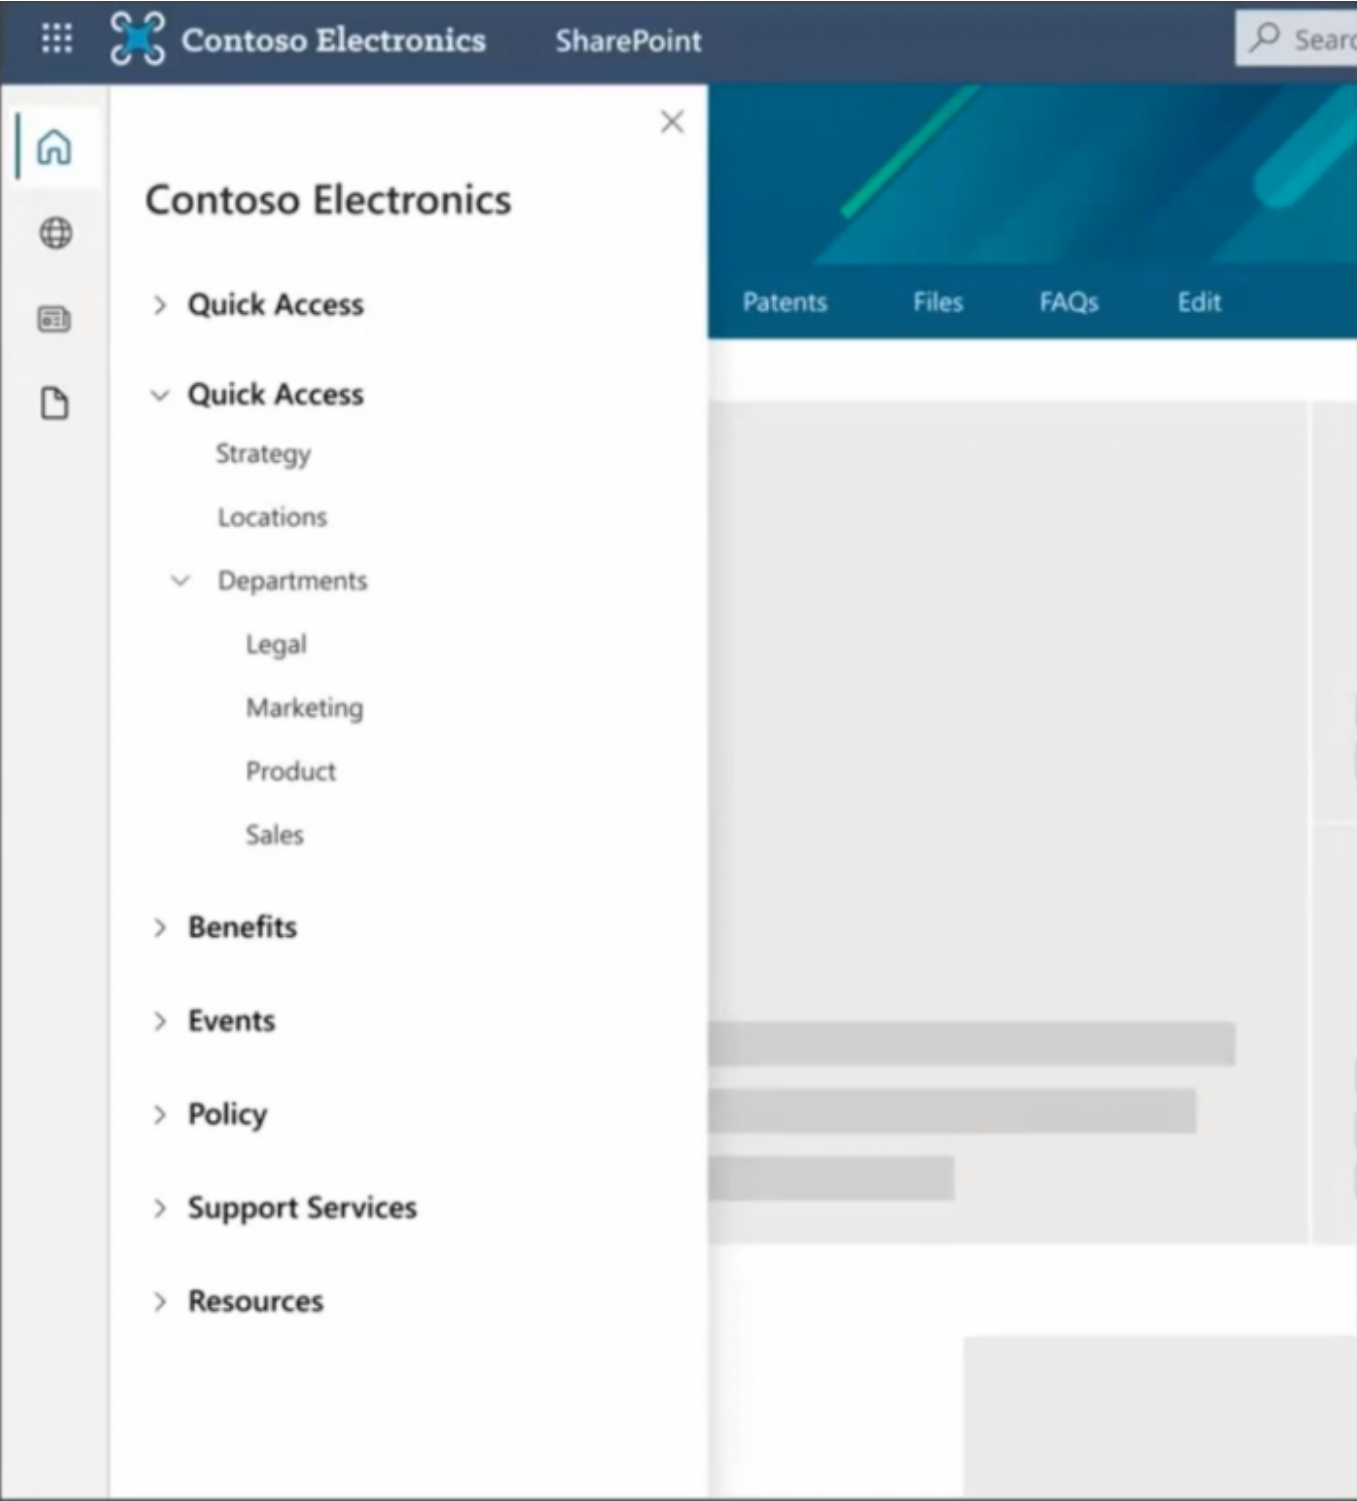 Contoso Electronics SharePoint
Contoso Electronics
Quick Access
Quick Access
Strategy
Locations
Departments
Legal
Marketing
Product
Sales
Benefits
Events
Policy
Support Services
Resources
Patents Files FAQs Edit